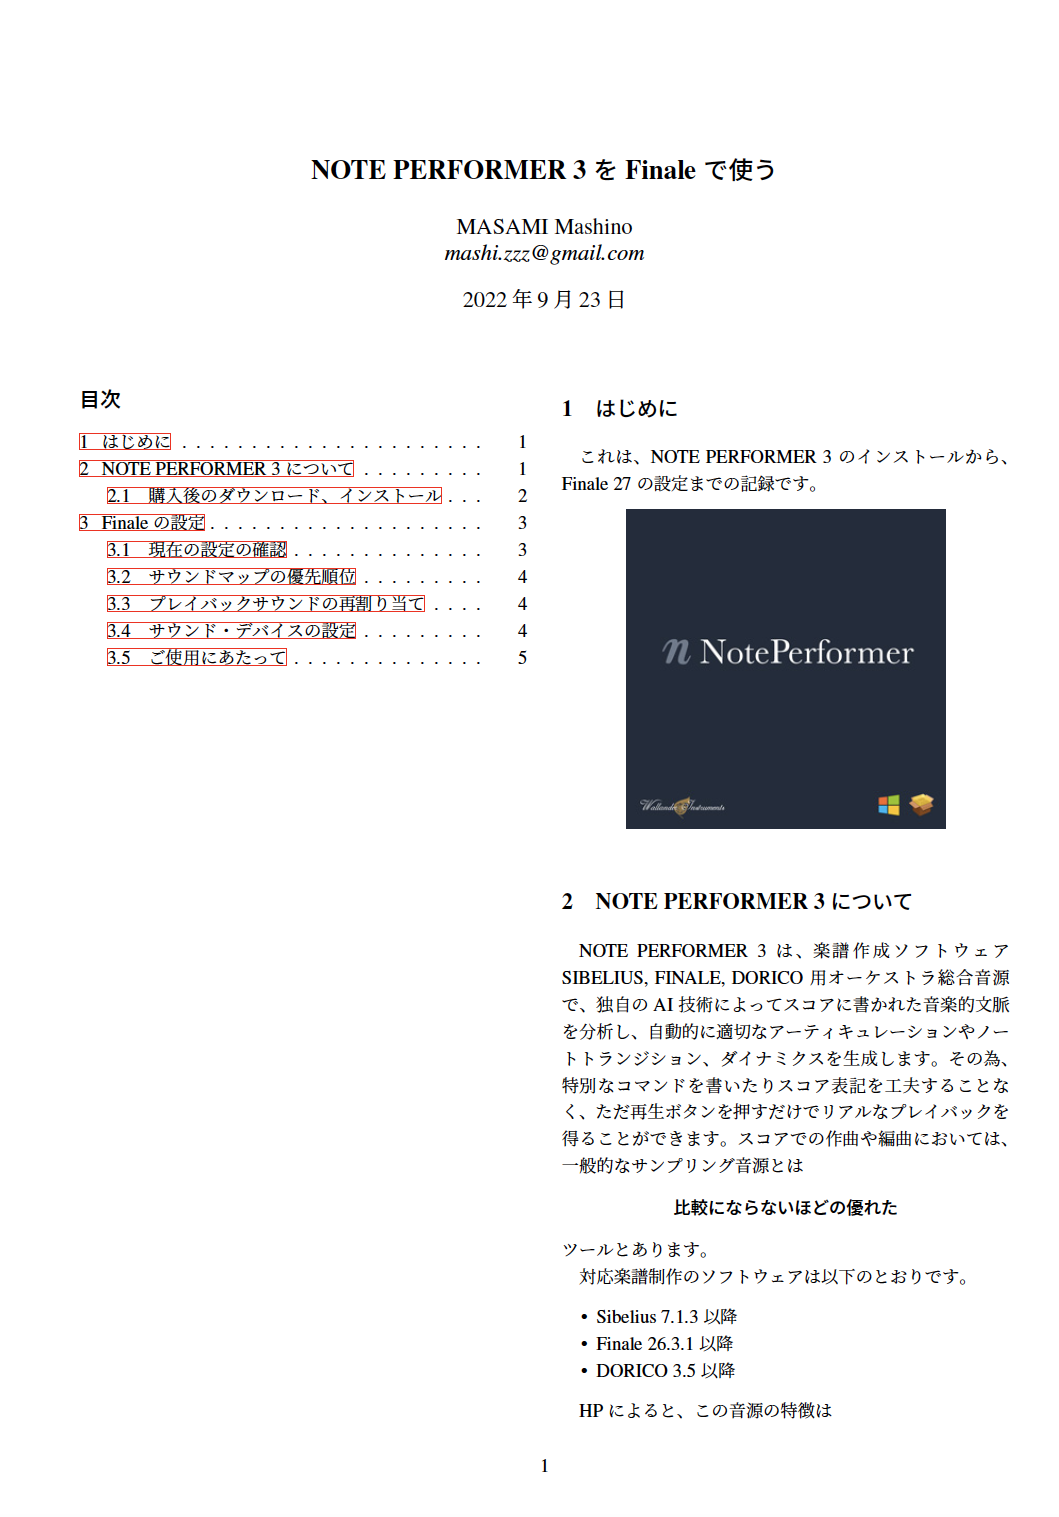 NOTE PERFORMER 3 を Finale で使う
MASAMI Mashino
mashi.zzz@gmail.com
2022 年 9 月 23 日
目次
1 はじめに . . . . . . . . . . . . . . . . . . . . . . 1
2 NOTE PERFORMER 3 について . . . . . . . . . 1
2.1 購入後のダウンロード、インストール . . . 2
3 Finale の設定 . . . . . . . . . . . . . . . . . . . . 3
3.1 現在の設定の確認 . . . . . . . . . . . . . . 3
3.2 サウンドマップの優先順位 . . . . . . . . . 4
3.3 プレイバックサウンドの再割り当て . . . . 4
3.4 サウンド・デバイスの設定 . . . . . . . . . 4
3.5 ご使用にあたって . . . . . . . . . . . . . . 5
1 はじめに
これは、NOTE PERFORMER 3 のインストールから、
Finale 27 の設定までの記録です。
n NotePerformer
Wallander Instruments
2 NOTE PERFORMER 3 について
NOTE PERFORMER 3 は、楽譜作成ソフトウェア
SIBELIUS, FINALE, DORICO 用オーケストラ総合音源
で、独自の AI 技術によってスコアに書かれた音楽的文脈
を分析し、自動的に適切なアーティキュレーションやノー
トトランジション、ダイナミクスを生成します。その為、
特別なコマンドを書いたりスコア表記を工夫することな
く、ただ再生ボタンを押すだけでリアルなプレイバックを
得ることができます。スコアでの作曲や編曲においては、
一般的なサンプリング音源とは
比較にならないほどの優れた
ツールとあります。
対応楽譜制作のソフトウェアは以下のとおりです。
• Sibelius 7.1.3 以降
• Finale 26.3.1 以降
• DORICO 3.5 以降
HP によると、この音源の特徴は
1